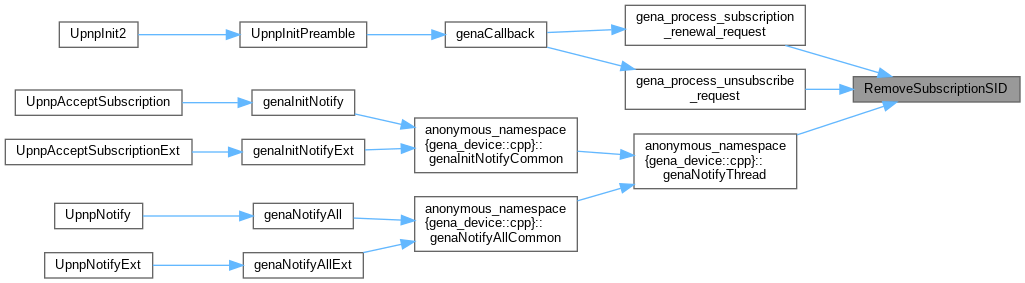 UpnpInit2
UpnpInitPreamble
genaCallback
gena_process_subscription
_renewal_request
gena_process_unsubscribe
_request
RemoveSubscriptionSID
UpnpAcceptSubscription
genaInitNotify
UpnpAcceptSubscriptionExt
genaInitNotifyExt
anonymous_namespace
{gena_device::cpp}::
genaInitNotifyCommon
anonymous_namespace
{gena_device::cpp}::
genaNotifyThread
UpnpNotify
genaNotifyAll
anonymous_namespace
{gena_device::cpp}::
genaNotifyAllCommon
UpnpNotifyExt
genaNotifyAllExt